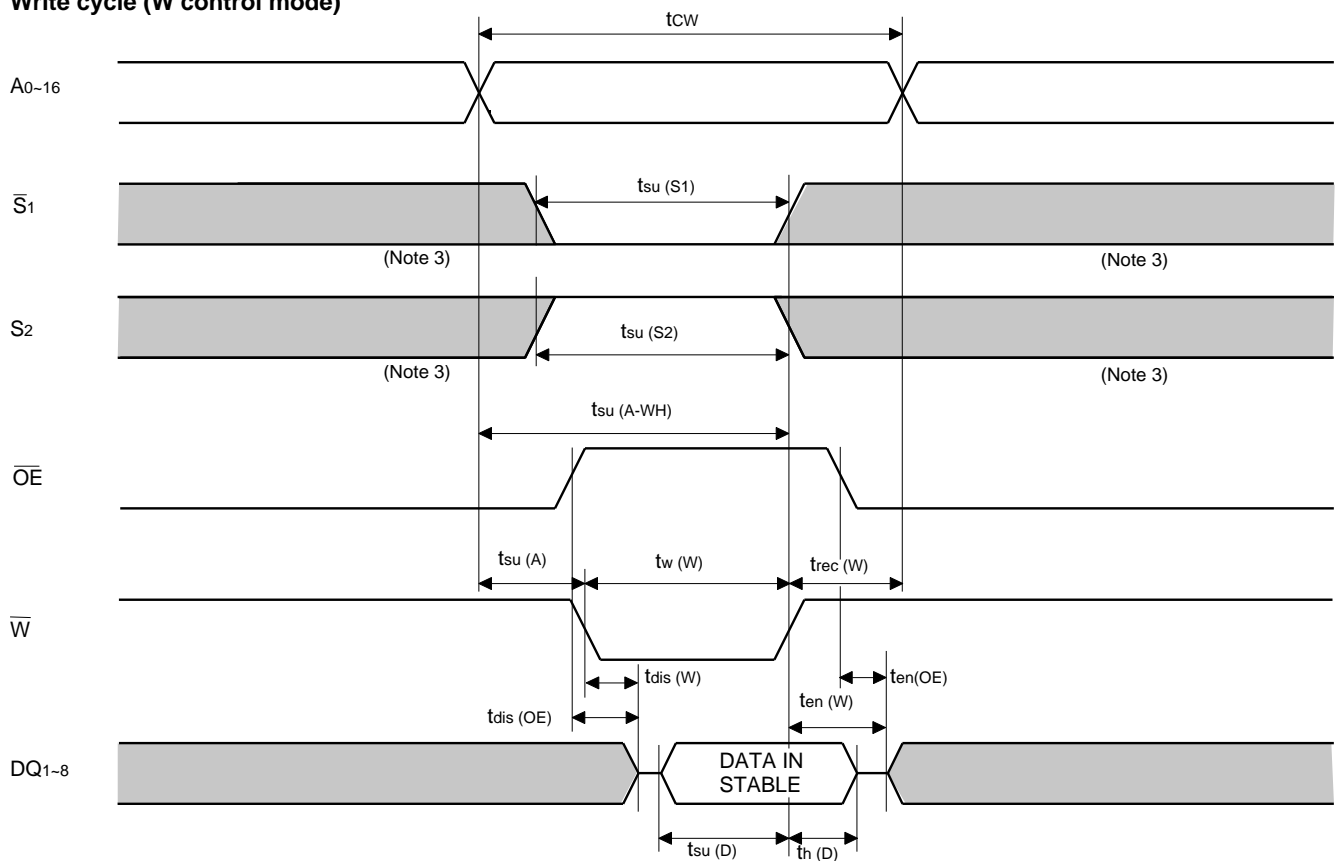 Write cycle (W control mode)
tCW
A0~16
S̅1
tsu (S1)
(Note 3)
(Note 3)
S2
tsu (S2)
(Note 3)
(Note 3)
tsu (A-WH)
O̅E̅
tsu (A)
tw (W)
trec (W)
W̅
tdis (W)
ten(OE)
ten (W)
tdis (OE)
DQ1~8
DATA IN
STABLE
tsu (D)
th (D)